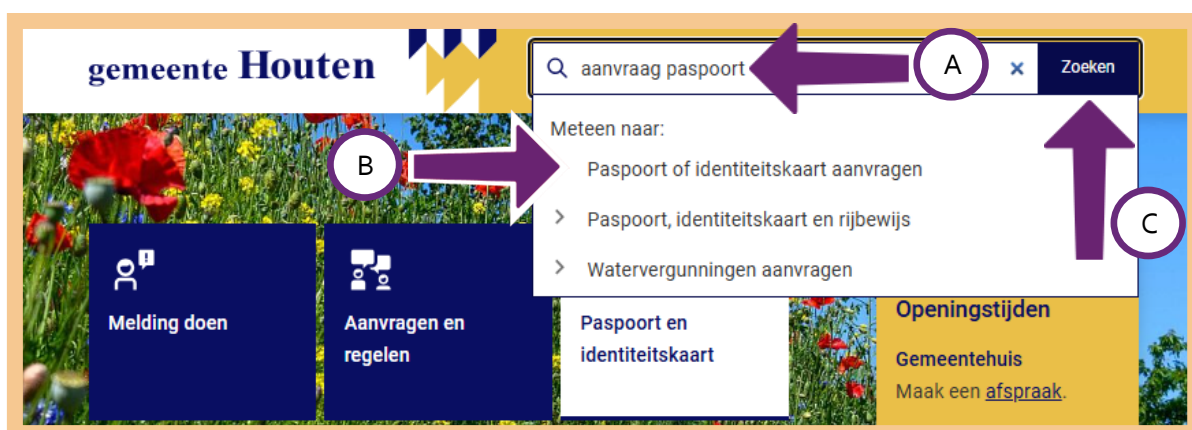 gemeente Houten
aanvraag paspoort
A
×
Zoeken
Meteen naar:
B
Paspoort of identiteitskaart aanvragen
Paspoort, identiteitskaart en rijbewijs
C
Watervergunningen aanvragen
Melding doen
Aanvragen en
regelen
Paspoort en
identiteitskaart
Openingstijden
Gemeentehuis
Maak een afspraak.